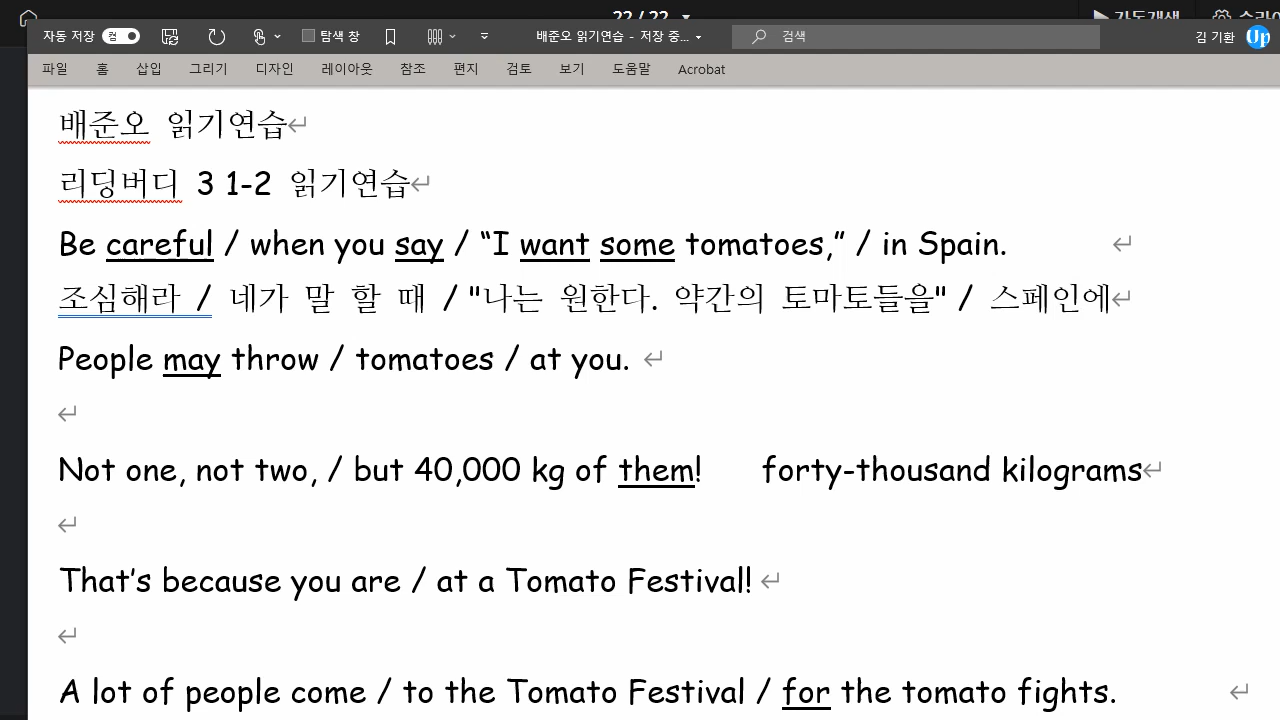 22 / 22
자동 저장 켬 탐색 창 배준오 읽기연습 - 저장 중... 검색 김 기환 Up
파일 홈 삽입 그리기 디자인 레이아웃 참조 편지 검토 보기 도움말 Acrobat
배준오 읽기연습
리딩버디 3 1-2 읽기연습
Be careful / when you say / “I want some tomatoes,” / in Spain.
조심해라 / 네가 말 할 때 / "나는 원한다. 약간의 토마토들을" / 스페인에
People may throw / tomatoes / at you.
Not one, not two, / but 40,000 kg of them! forty-thousand kilograms
That’s because you are / at a Tomato Festival!
A lot of people come / to the Tomato Festival / for the tomato fights.